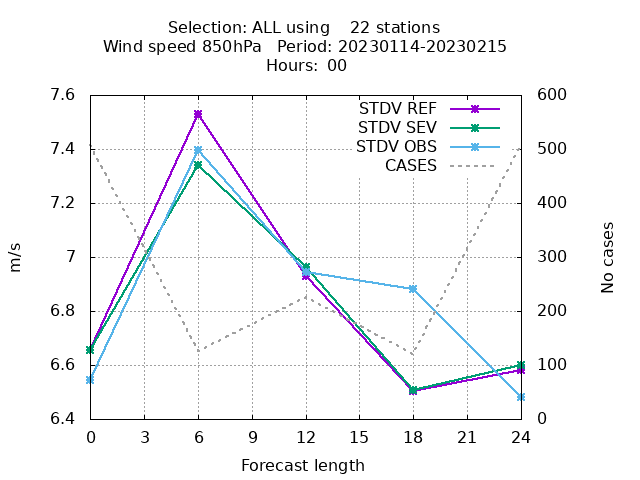 Selection: ALL using    22 stations
Wind speed 850hPa   Period: 20230114-20230215
Hours:  00
STDV REF
STDV SEV
STDV OBS
CASES
7.6
7.4
7.2
7
6.8
6.6
6.4
m/s
600
500
400
300
200
100
0
No cases
0 3 6 9 12 15 18 21 24
Forecast length